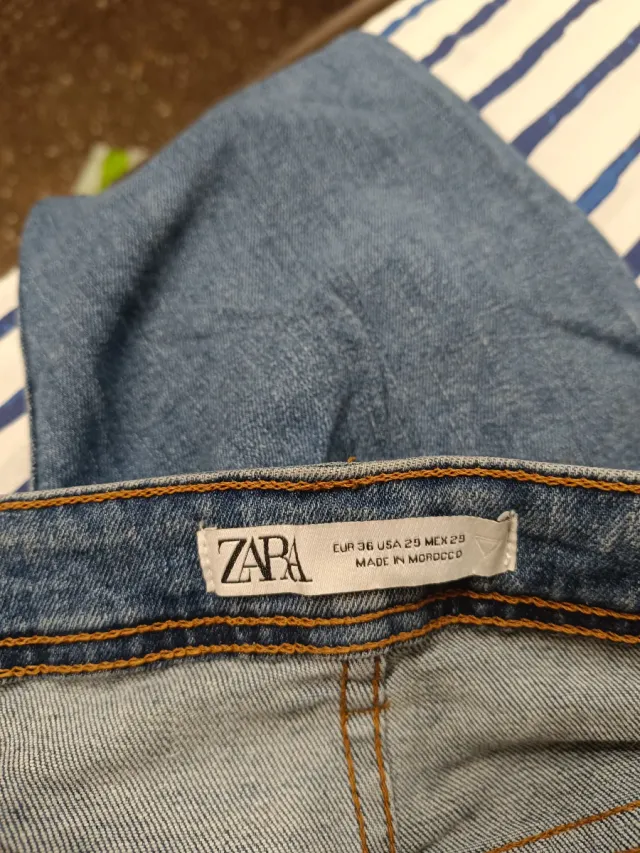 ZARA
EUR 36 USA 29 MEX 29
MADE IN MOROCCO